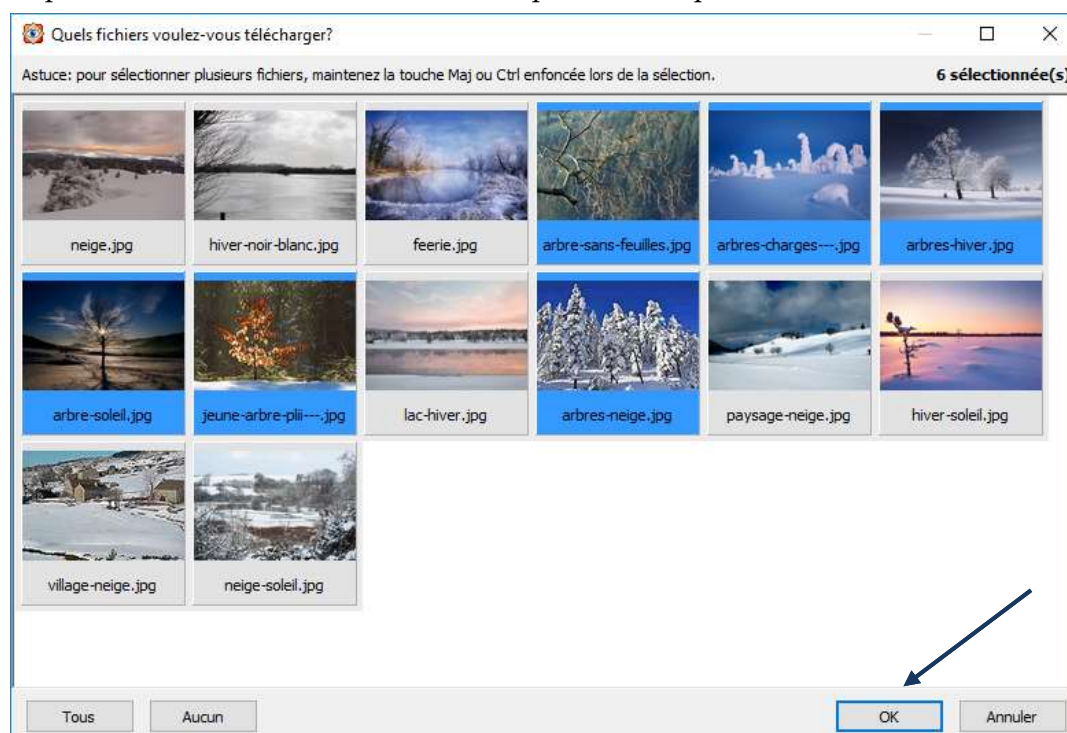 Quels fichiers voulez-vous télécharger?
Astuce: pour sélectionner plusieurs fichiers, maintenez la touche Maj ou Ctrl enfoncée lors de la sélection. 6 sélectionnée(s)
neige.jpg hiver-noir-blanc.jpg feerie.jpg arbre-sans-feuilles.jpg arbres-charges---.jpg arbres-hiver.jpg
arbre-soleil.jpg jeune-arbre-plii---.jpg lac-hiver.jpg arbres-neige.jpg paysage-neige.jpg hiver-soleil.jpg
village-neige.jpg neige-soleil.jpg
Tous Aucun OK Annuler